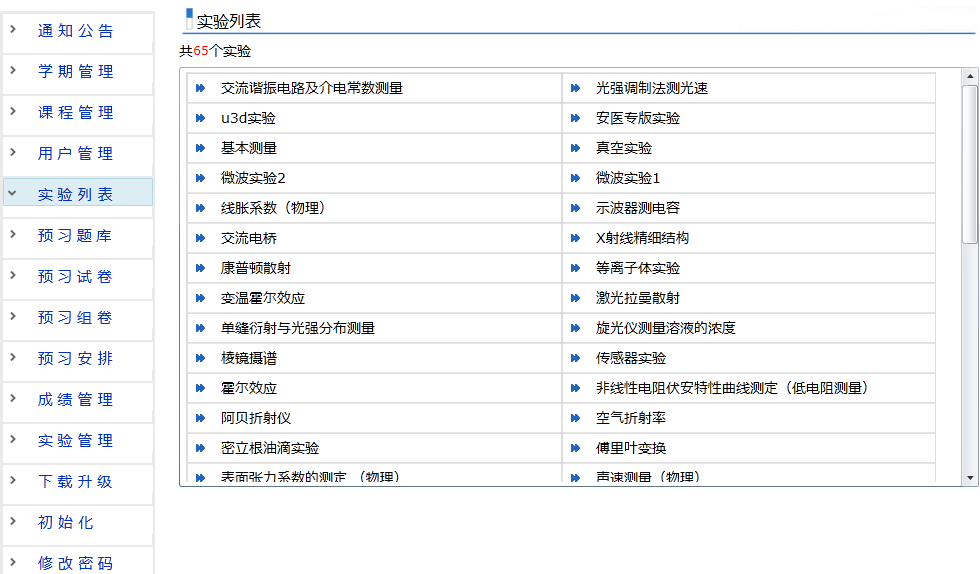 通知公告
学期管理
课程管理
用户管理
实验列表
预习题库
预习试卷
预习组卷
预习安排
成绩管理
实验管理
下载升级
初始化
修改密码
实验列表
共65个实验
交流谐振电路及介电常数测量 光强调制法测光速
u3d实验 安医专版实验
基本测量 真空实验
微波实验2 微波实验1
线胀系数（物理） 示波器测电容
交流电桥 X射线精细结构
康普顿散射 等离子体实验
变温霍尔效应 激光拉曼散射
单缝衍射与光强分布测量 旋光仪测量溶液的浓度
棱镜摄谱 传感器实验
霍尔效应 非线性电阻伏安特性曲线测定（低电阻测量）
阿贝折射仪 空气折射率
密立根油滴实验 傅里叶变换
表面张力系数的测定 （物理） 声速测量（物理）